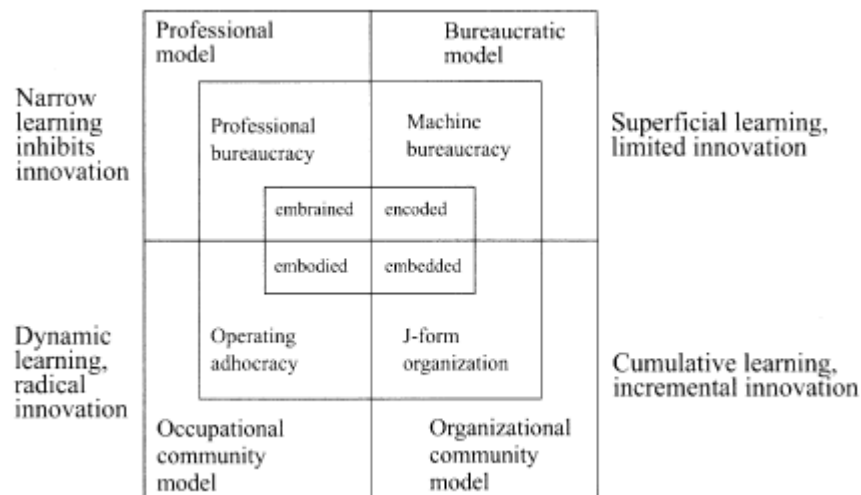 Professional
model
Bureaucratic
model
Narrow
learning
inhibits
innovation
Professional
bureaucracy
Machine
bureaucracy
Superficial learning,
limited innovation
embrained
encoded
embodied
embedded
Dynamic
learning,
radical
innovation
Operating
adhocracy
J-form
organization
Cumulative learning,
incremental innovation
Occupational
community
model
Organizational
community
model